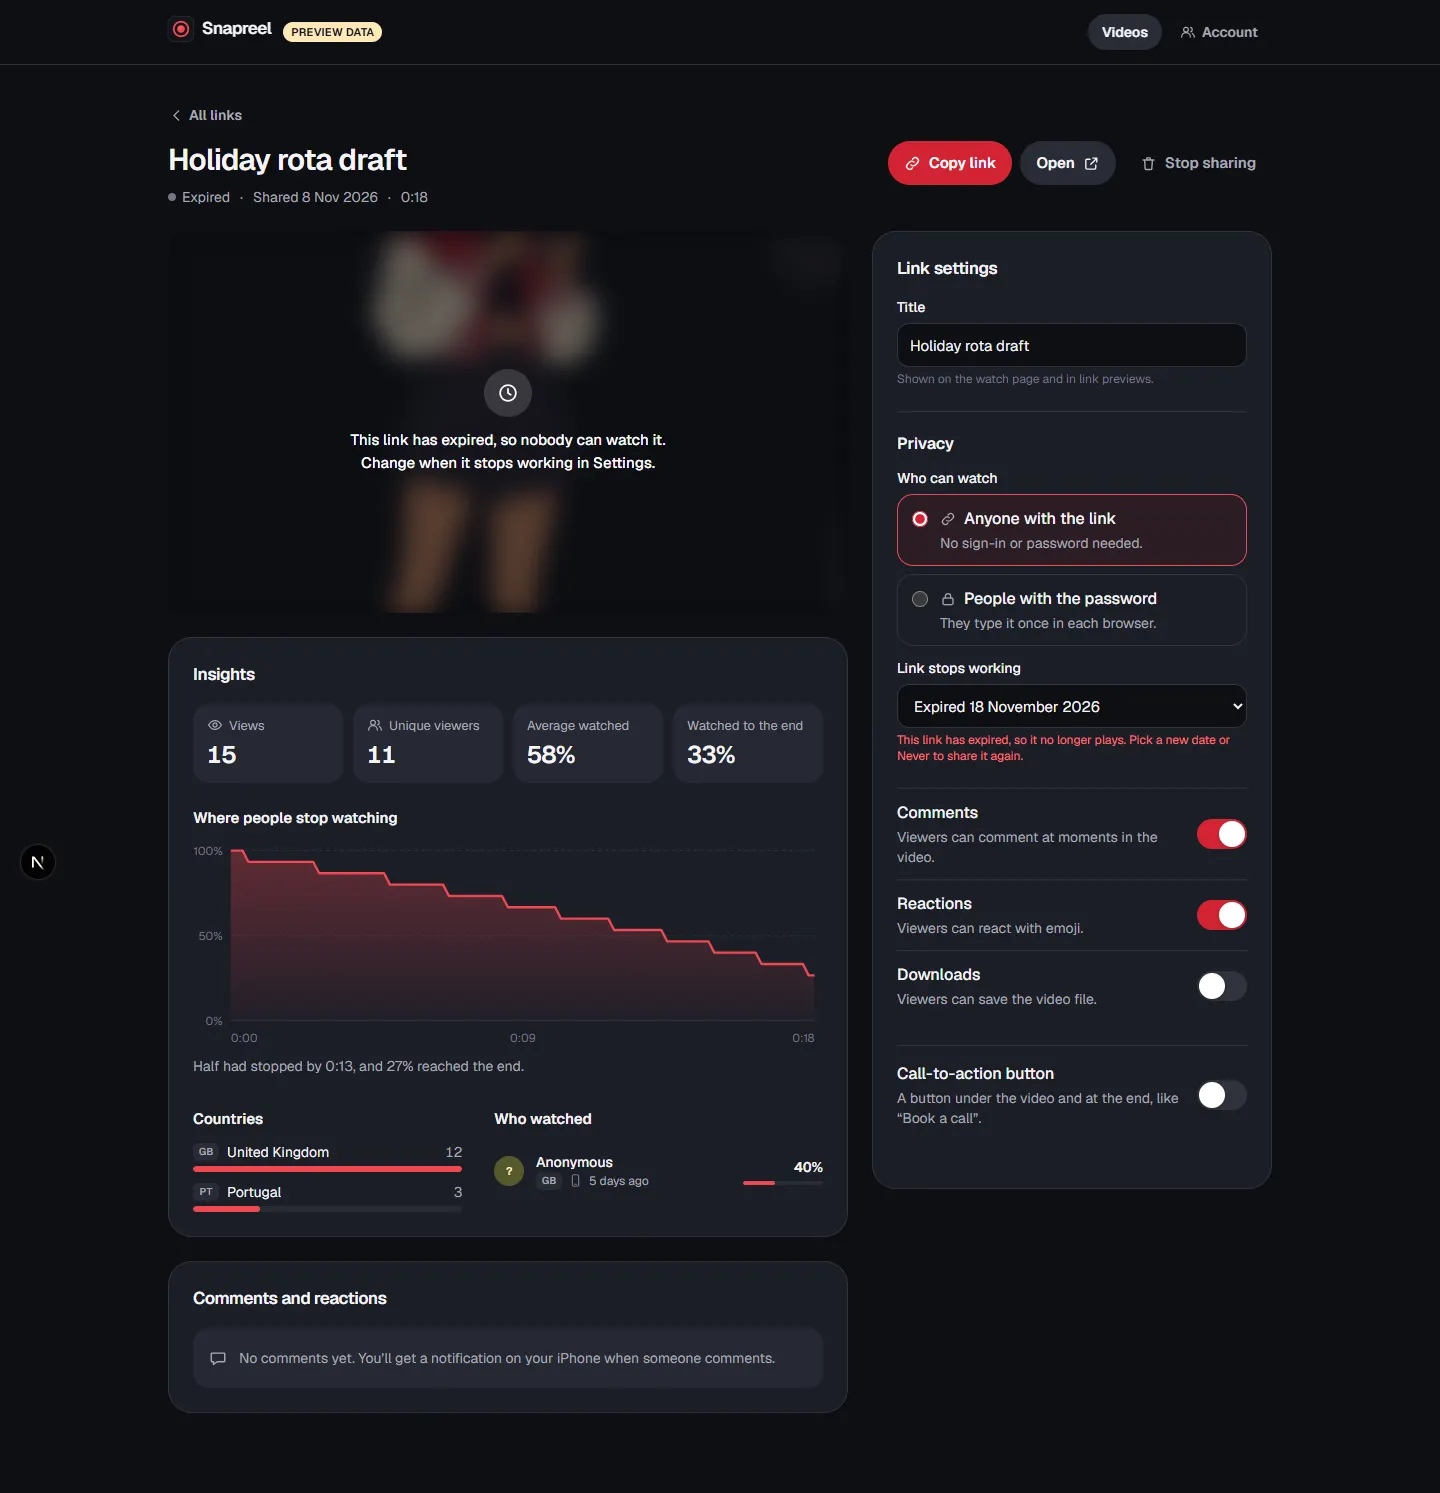 Snapreel
PREVIEW DATA
Videos
Account
All links
Holiday rota draft
Expired · Shared 8 Nov 2026 · 0:18
Copy link
Open
Stop sharing
This link has expired, so nobody can watch it.
Change when it stops working in Settings.
Insights
Views
15
Unique viewers
11
Average watched
58%
Watched to the end
33%
Where people stop watching
100%
50%
0%
0:00
0:09
0:18
Half had stopped by 0:13, and 27% reached the end.
Countries
GB United Kingdom 12
PT Portugal 3
Who watched
?
Anonymous
GB 5 days ago
40%
Comments and reactions
No comments yet. You'll get a notification on your iPhone when someone comments.
Link settings
Title
Holiday rota draft
Shown on the watch page and in link previews.
Privacy
Who can watch
Anyone with the link
No sign-in or password needed.
People with the password
They type it once in each browser.
Link stops working
Expired 18 November 2026
This link has expired, so it no longer plays. Pick a new date or
Never to share it again.
Comments
Viewers can comment at moments in the
video.
Reactions
Viewers can react with emoji.
Downloads
Viewers can save the video file.
Call-to-action button
A button under the video and at the end, like
“Book a call”.
N